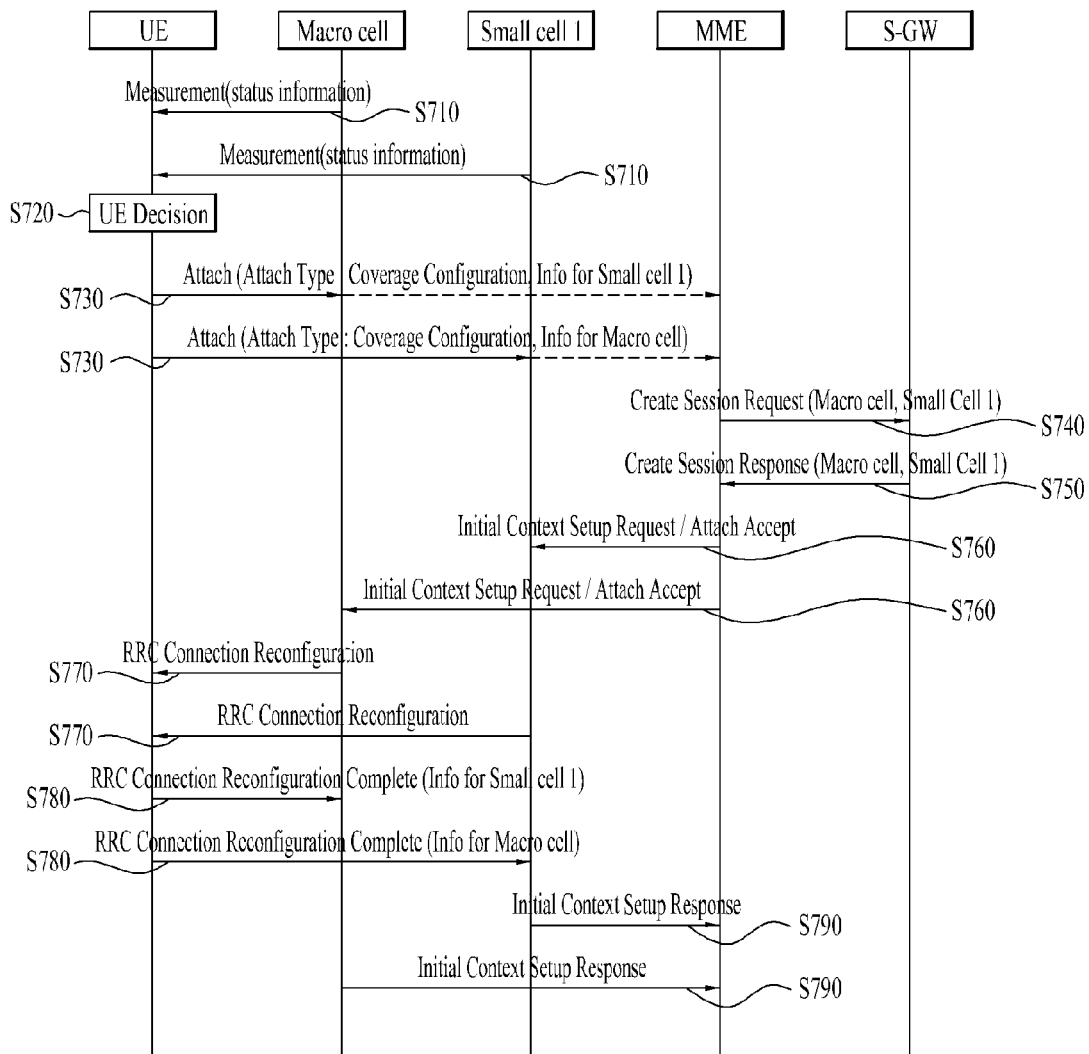 UE Macro cell Small cell 1 MME S-GW
Measurement(status information)
S710
Measurement(status information)
S710
S720 UE Decision
Attach (Attach Type : Coverage Configuration, Info for Small cell 1)
S730
Attach (Attach Type : Coverage Configuration, Info for Macro cell)
S730
Create Session Request (Macro cell, Small Cell 1)
S740
Create Session Response (Macro cell, Small Cell 1)
S750
Initial Context Setup Request / Attach Accept
S760
Initial Context Setup Request / Attach Accept
S760
RRC Connection Reconfiguration
S770
RRC Connection Reconfiguration
S770
RRC Connection Reconfiguration Complete (Info for Small cell 1)
S780
RRC Connection Reconfiguration Complete (Info for Macro cell)
S780
Initial Context Setup Response
S790
Initial Context Setup Response
S790